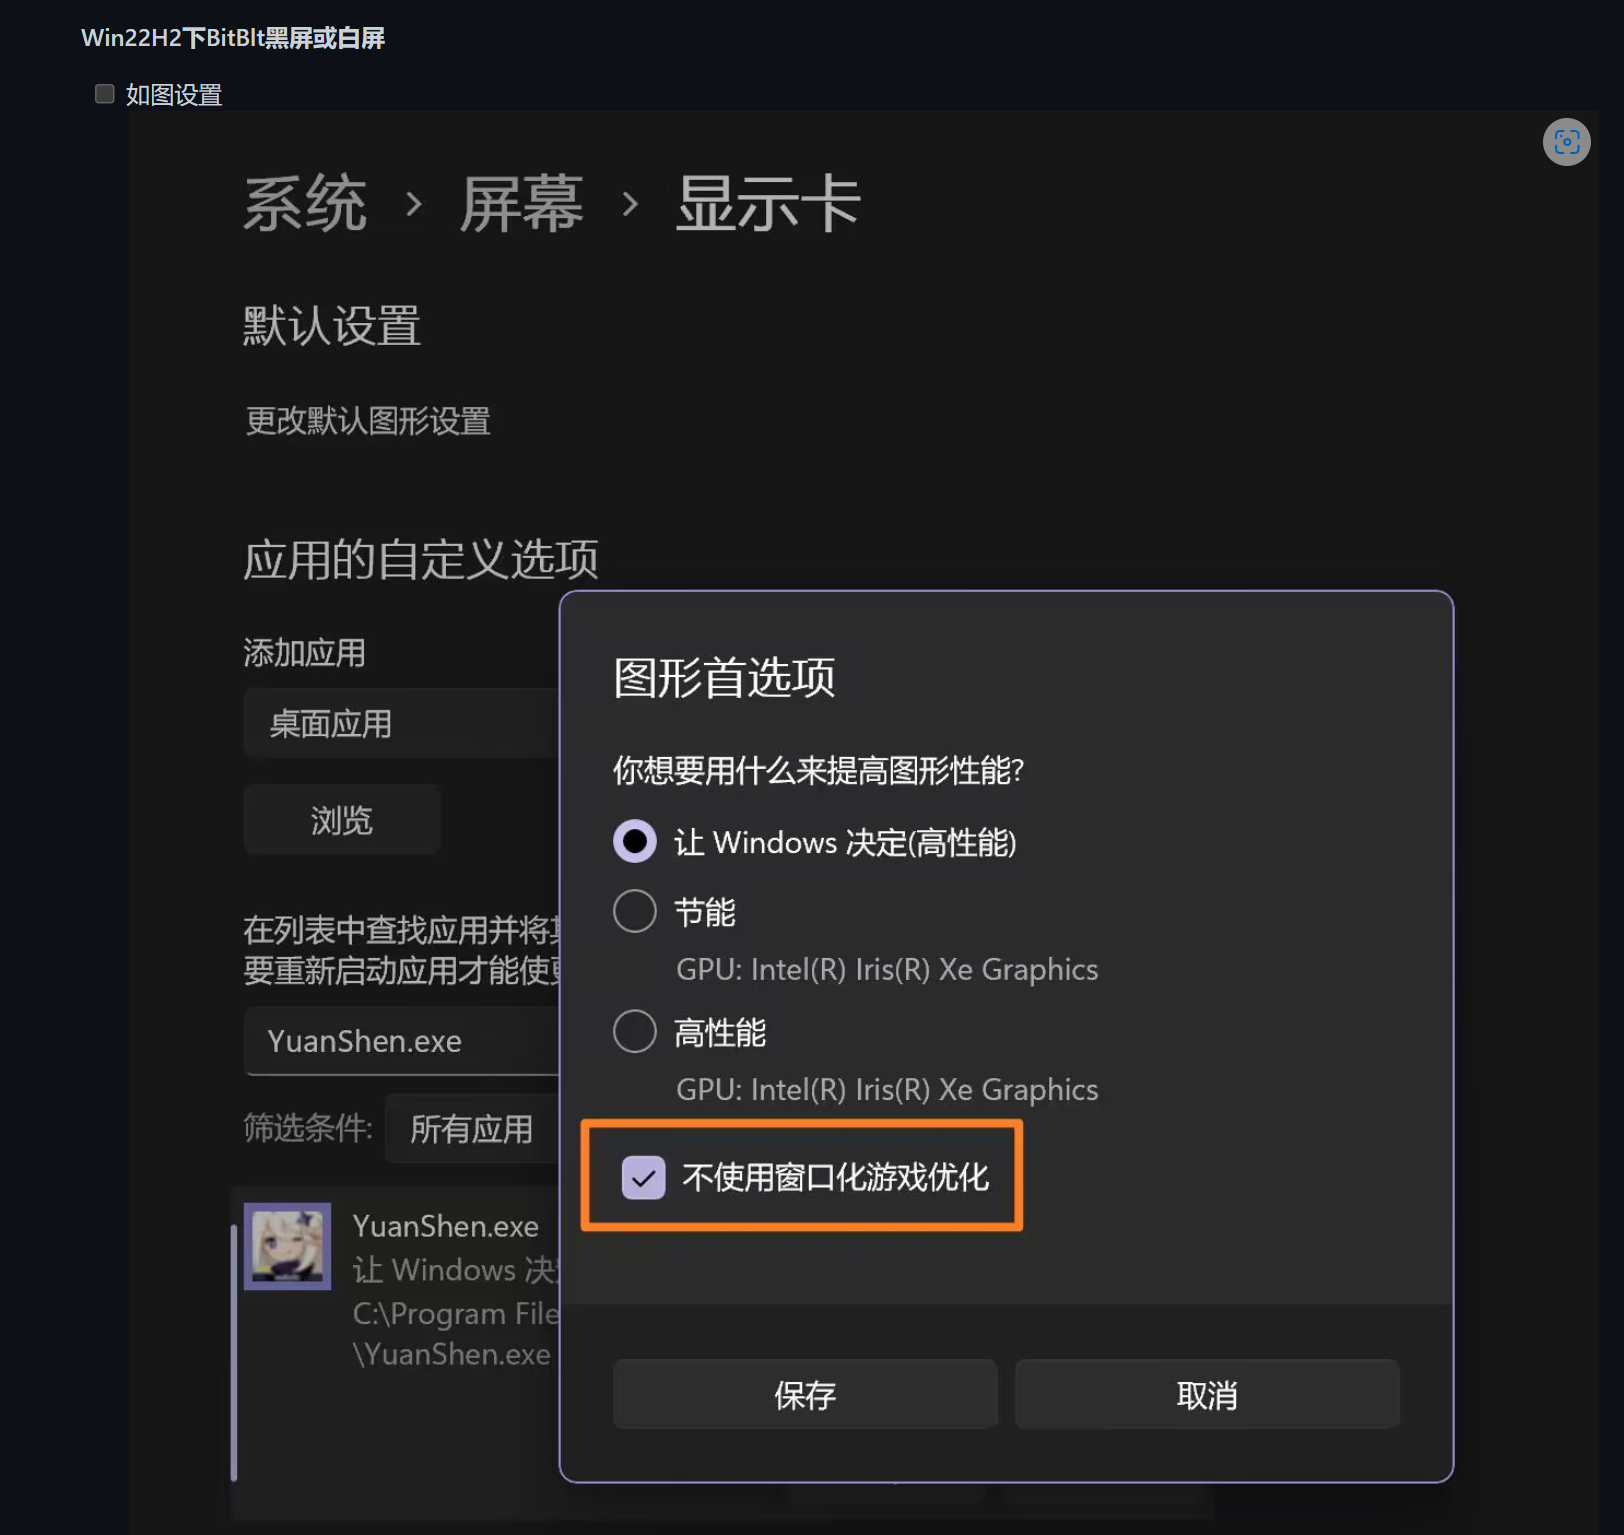 Win22H2下BitBlt黑屏或白屏
如图设置
系统 › 屏幕 › 显示卡
默认设置
更改默认图形设置
应用的自定义选项
添加应用
桌面应用
浏览
在列表中查找应用并将
要重新启动应用才能使
YuanShen.exe
筛选条件: 所有应用
YuanShen.exe
让 Windows 决
C:\Program File
\YuanShen.exe
图形首选项
你想要用什么来提高图形性能?
让 Windows 决定(高性能)
节能
GPU: Intel(R) Iris(R) Xe Graphics
高性能
GPU: Intel(R) Iris(R) Xe Graphics
不使用窗口化游戏优化
保存
取消